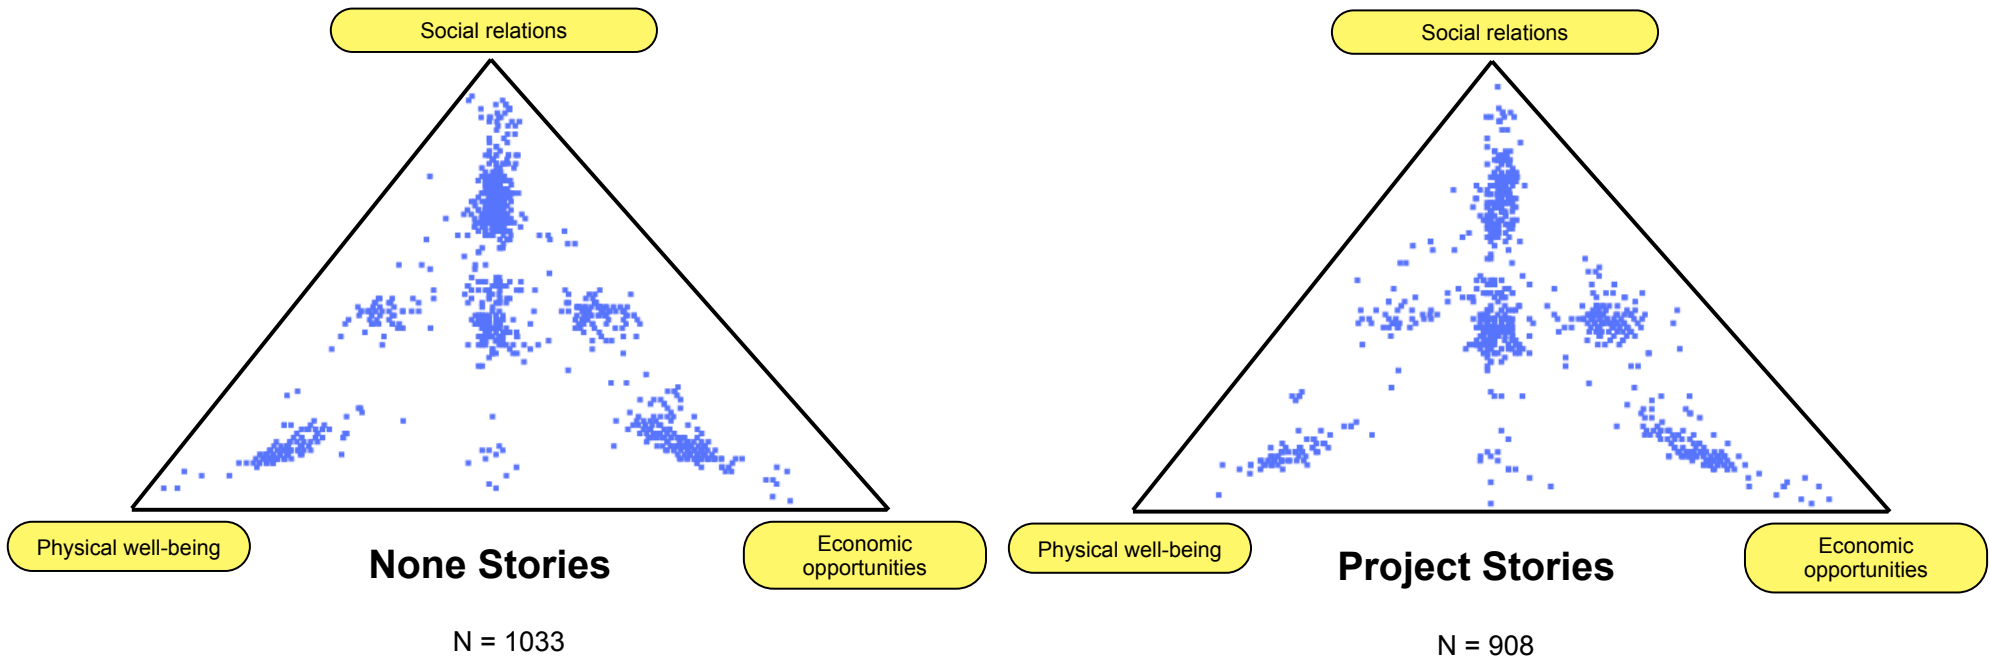 Social relations
Physical well-being
Economic
opportunities
None Stories
N = 1033
Social relations
Physical well-being
Economic
opportunities
Project Stories
N = 908